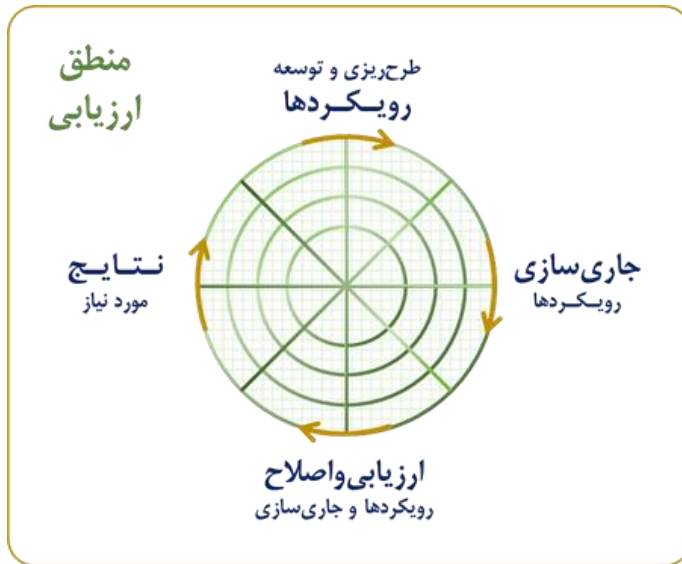 منطق
ارزیابی
طرح‌ریزی و توسعه
رویـکـردها
جاری‌سازی
رویـکـردها
ارزیابی‌واصلاح
رویکردها و جاری‌سازی
نـتـایـج
مورد نیاز